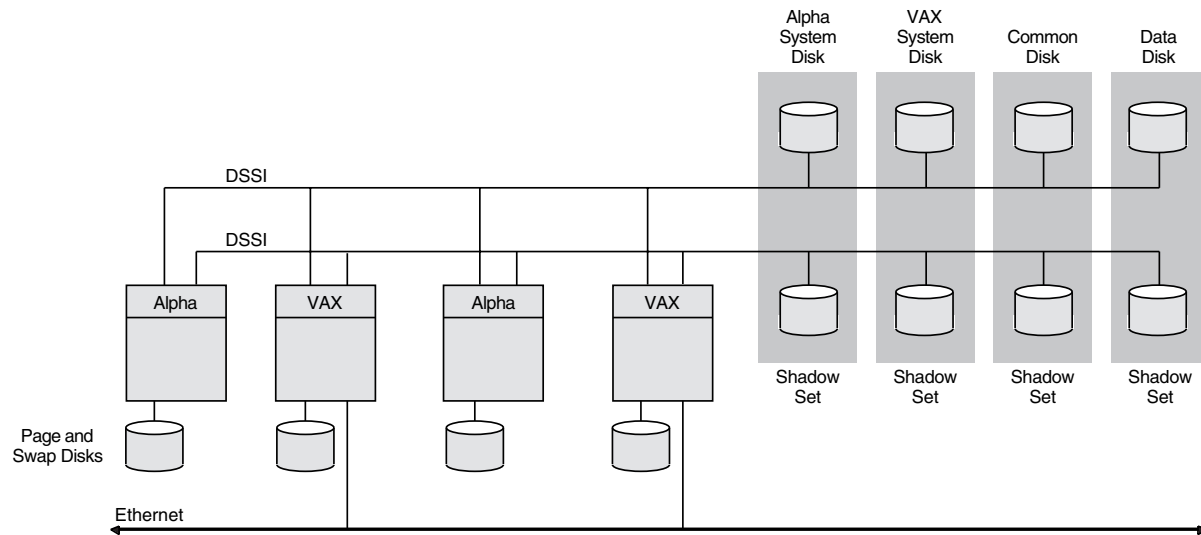 Alpha
System
Disk
VAX
System
Disk
Common
Disk
Data
Disk
DSSI
DSSI
Alpha
VAX
Alpha
VAX
Shadow
Set
Shadow
Set
Shadow
Set
Shadow
Set
Page and
Swap Disks
Ethernet